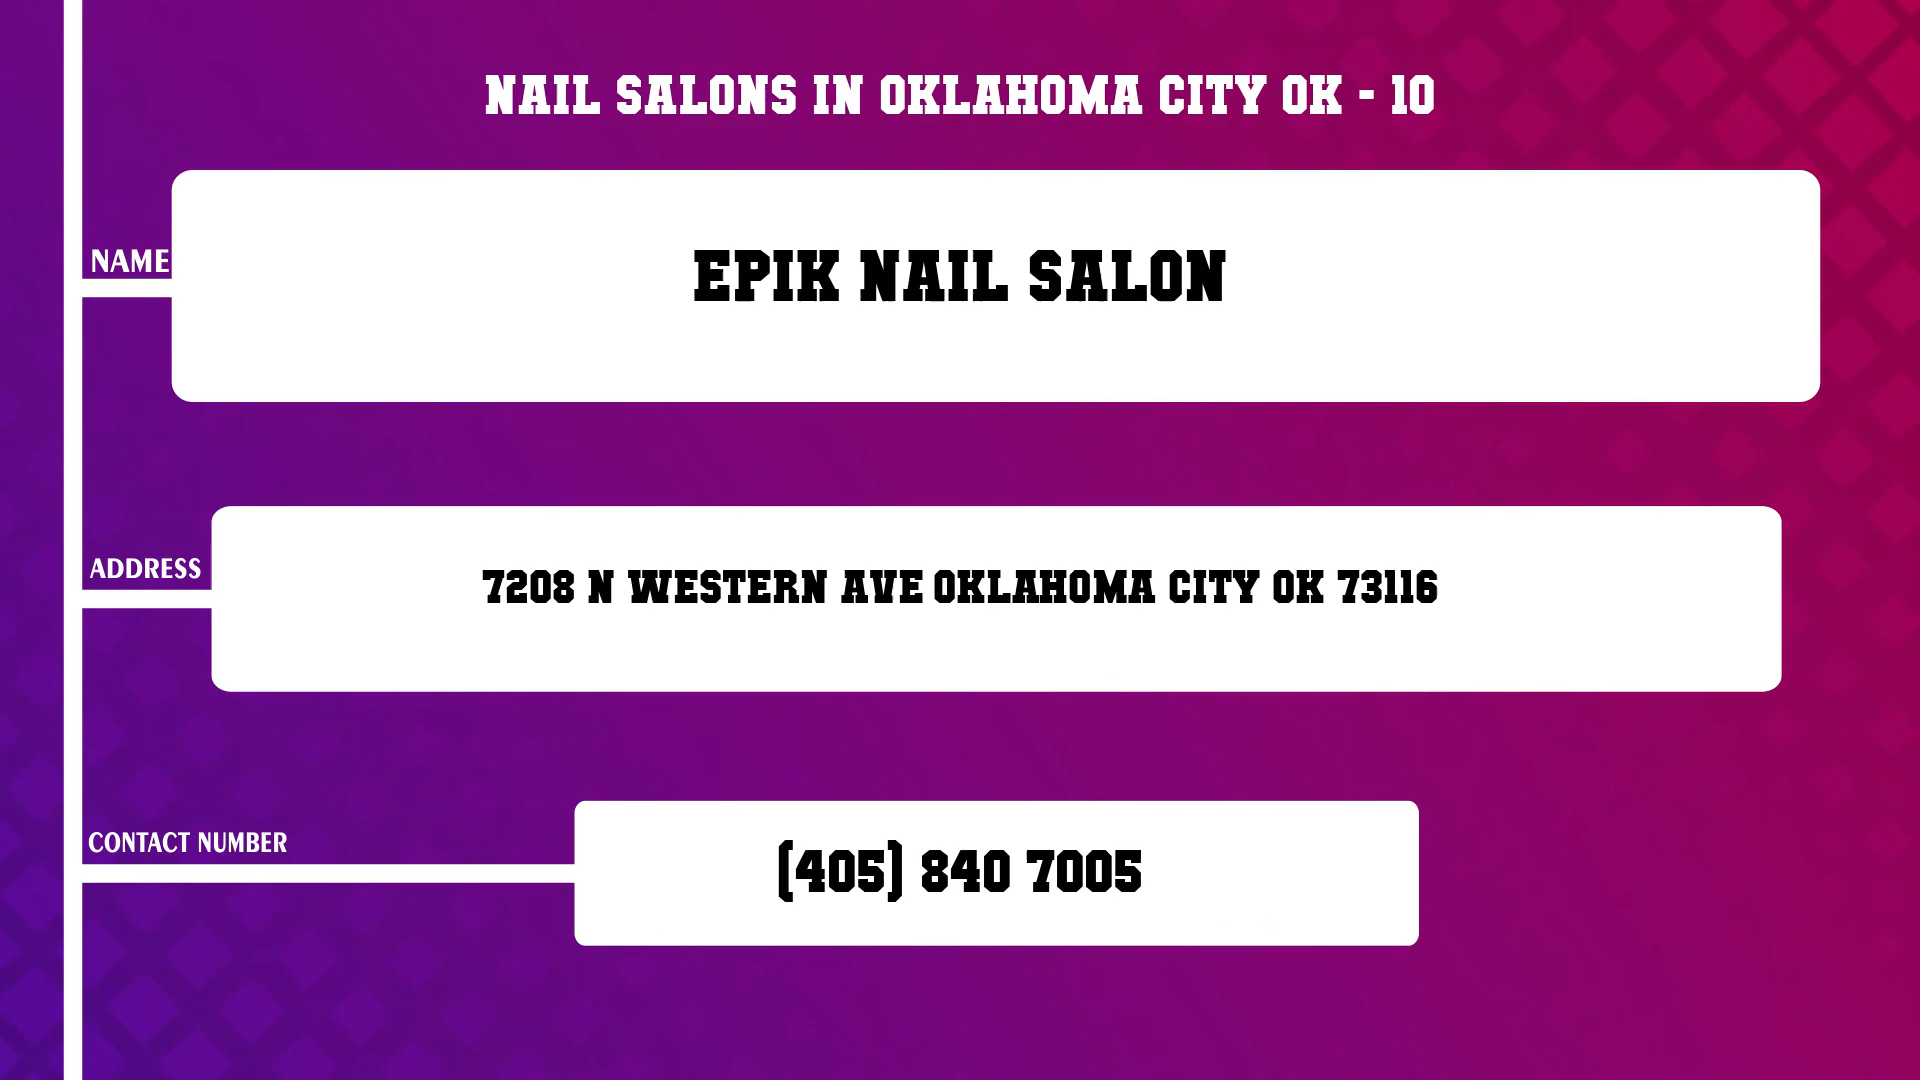 NAIL SALONS IN OKLAHOMA CITY OK - 10
NAME
EPIK NAIL SALON
ADDRESS
7208 N WESTERN AVE OKLAHOMA CITY OK 73116
CONTACT NUMBER
(405) 840 7005